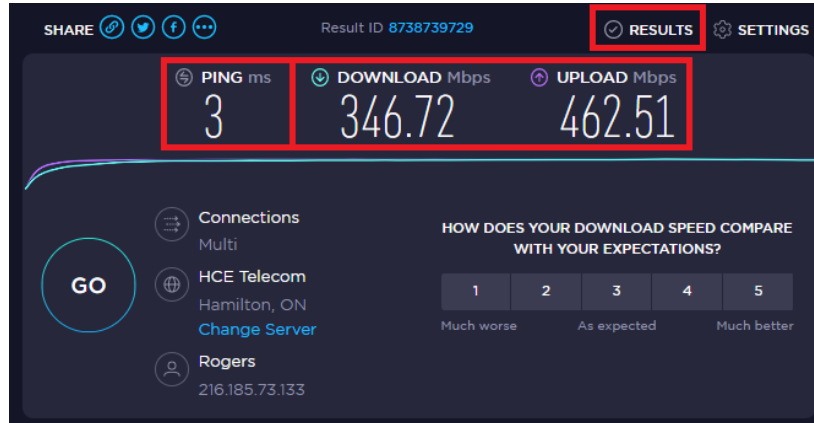 SHARE
Result ID 8738739729
RESULTS
SETTINGS
PING ms
3
DOWNLOAD Mbps
346.72
UPLOAD Mbps
462.51
GO
Connections
Multi
HCE Telecom
Hamilton, ON
Change Server
Rogers
216.185.73.133
HOW DOES YOUR DOWNLOAD SPEED COMPARE
WITH YOUR EXPECTATIONS?
1 2 3 4 5
Much worse As expected Much better